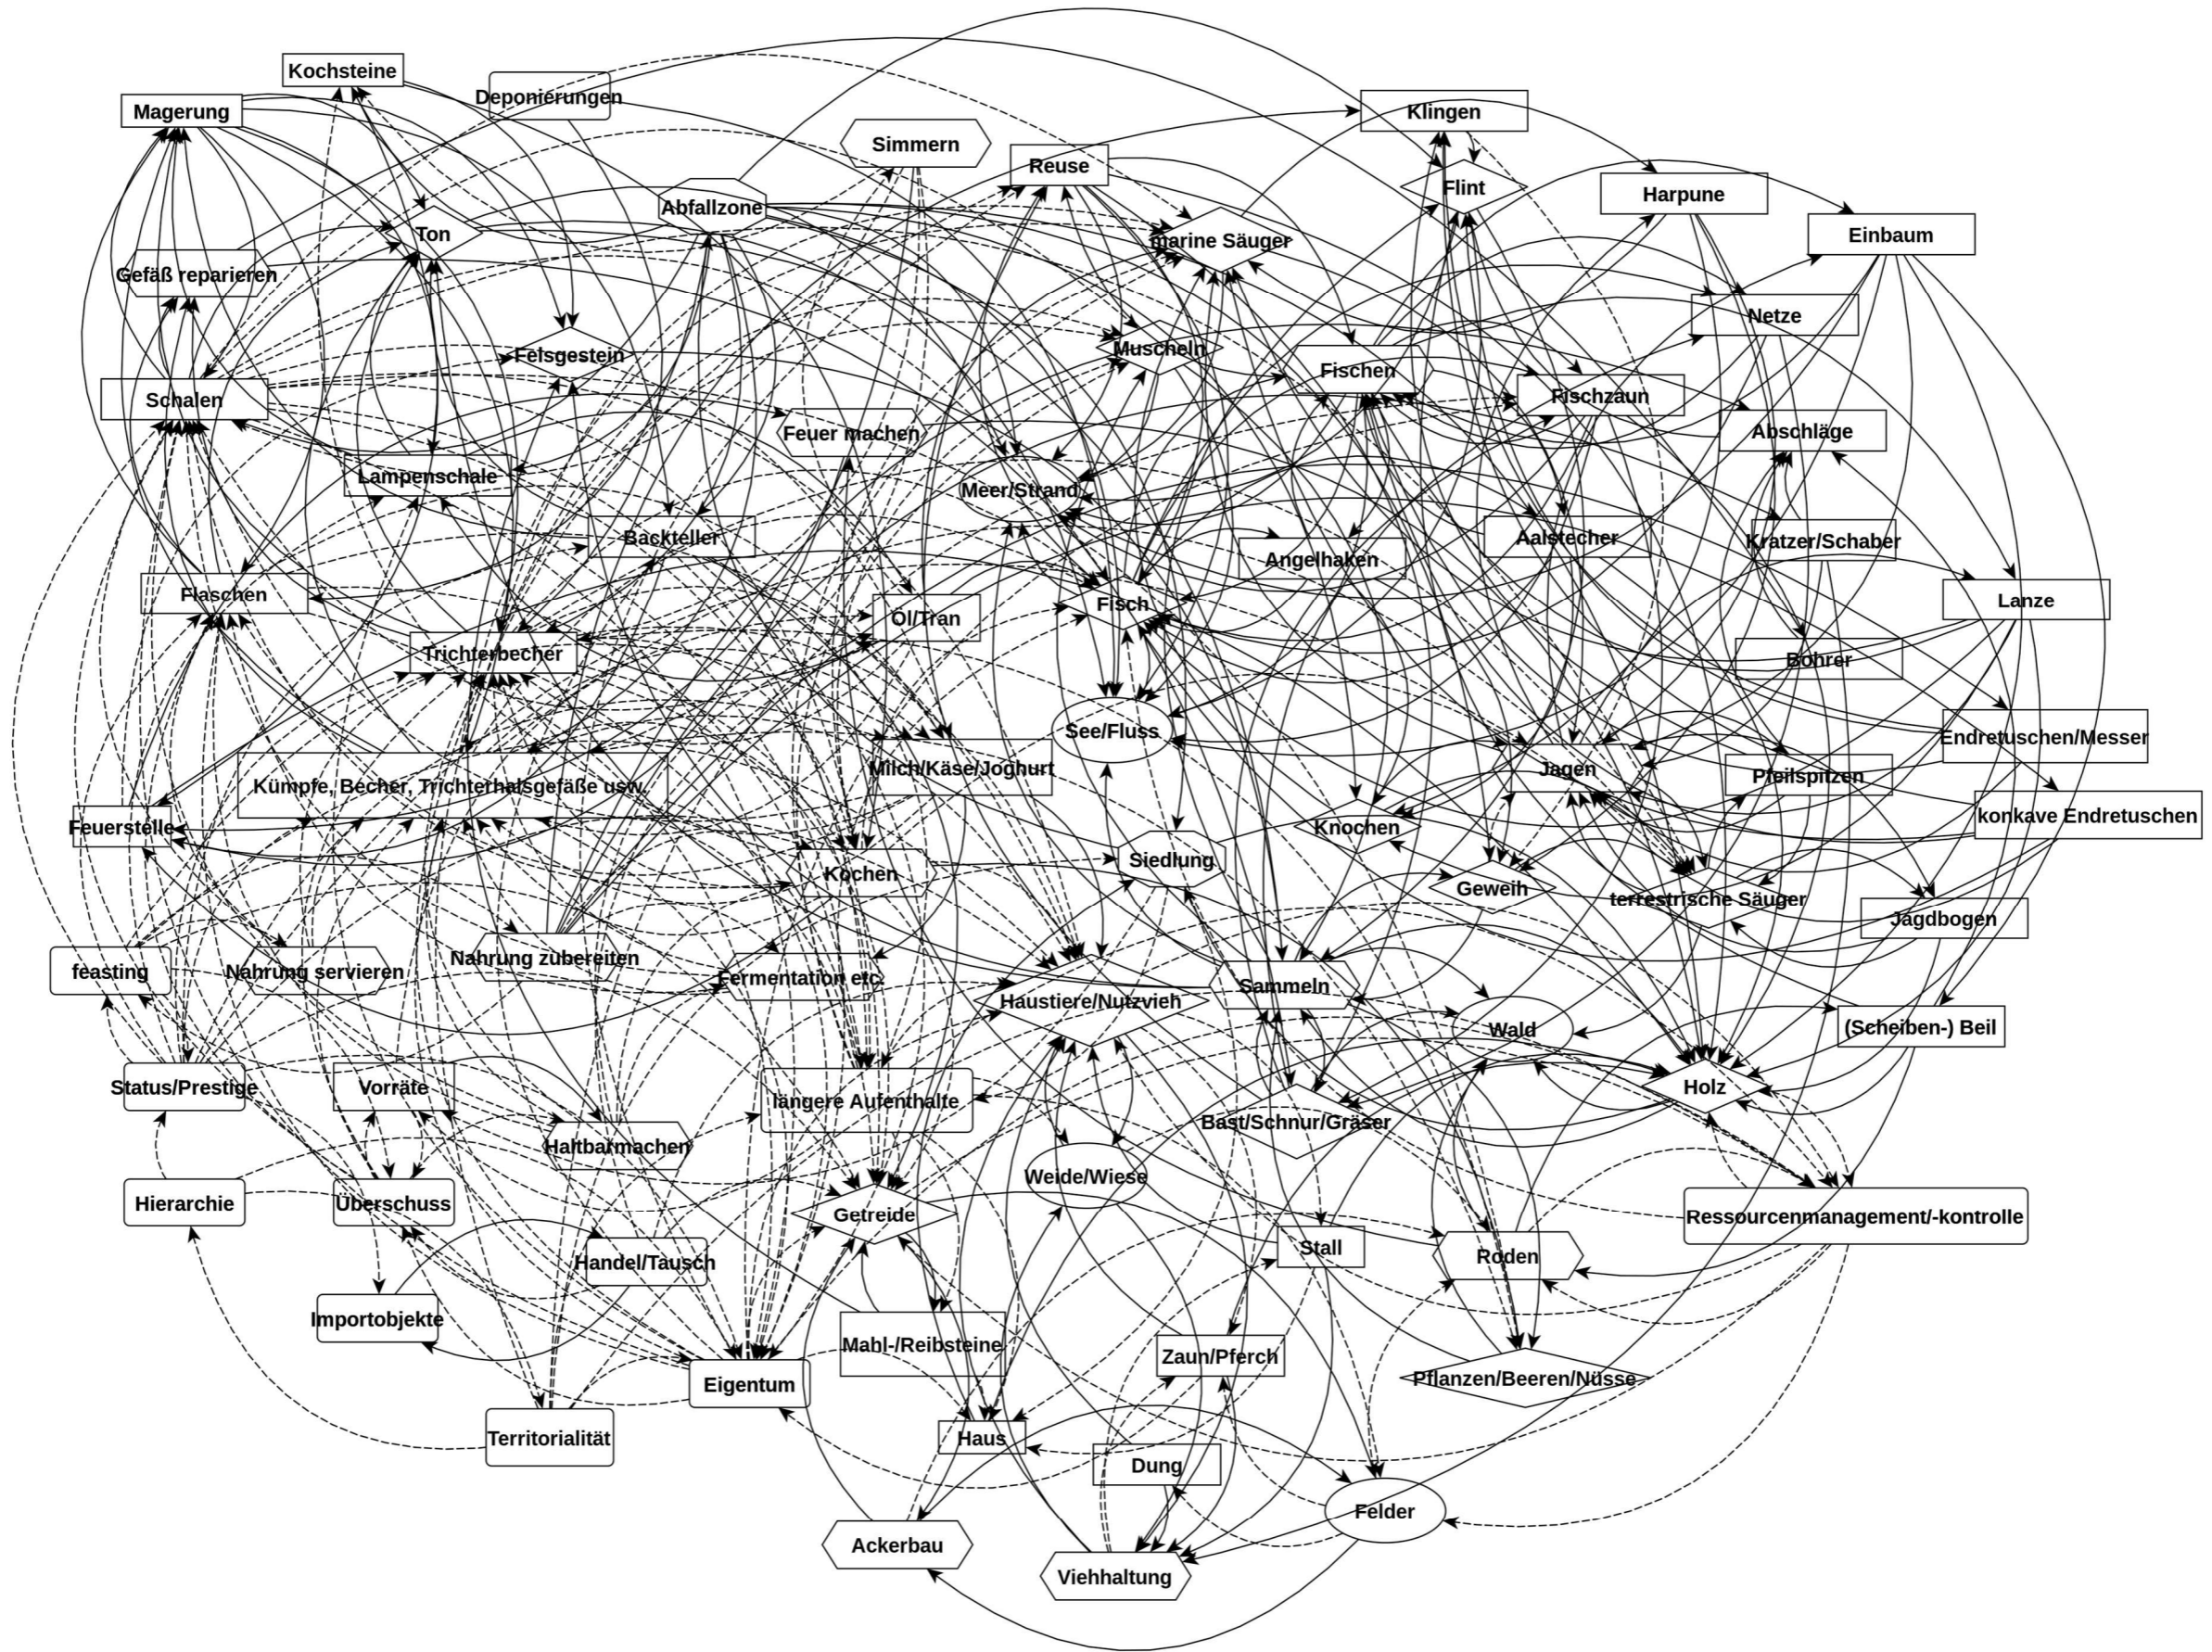 Kochsteine
Deponierungen
Magerung
Klingen
Simmern
Reuse
Flint
Harpune
Abfallzone
Ton
marine Säuger
Einbaum
Gefäß reparieren
Netze
Felsgestein
Muscheln
Fischen
Fischzaun
Schalen
Feuer machen
Abschläge
Lampenschale
Meer/Strand
Backteller
Angelhaken
Aalstecher
Kratzer/Schaber
Flaschen
Fisch
Lanze
Öl/Tran
Trichterbecher
Bohrer
See/Fluss
Endretuschen/Messer
Milch/Käse/Joghurt
Jagen
Pfeilspitzen
Kümpfe, Becher, Trichterhalsgefäße usw.
konkave Endretuschen
Feuerstelle
Knochen
Siedlung
Kochen
Geweih
terrestrische Säuger
Jagdbogen
feasting
Nahrung servieren
Nahrung zubereiten
Fermentation etc.
Haustiere/Nutzvieh
Sammeln
Wald
(Scheiben-) Beil
Status/Prestige
Vorräte
längere Aufenthalte
Holz
Bast/Schnur/Gräser
Haltbarmachen
Weide/Wiese
Hierarchie
Überschuss
Getreide
Ressourcenmanagement/-kontrolle
Stall
Roden
Handel/Tausch
Importobjekte
Mahl-/Reibsteine
Zaun/Pferch
Pflanzen/Beeren/Nüsse
Eigentum
Territorialität
Haus
Dung
Felder
Ackerbau
Viehhaltung